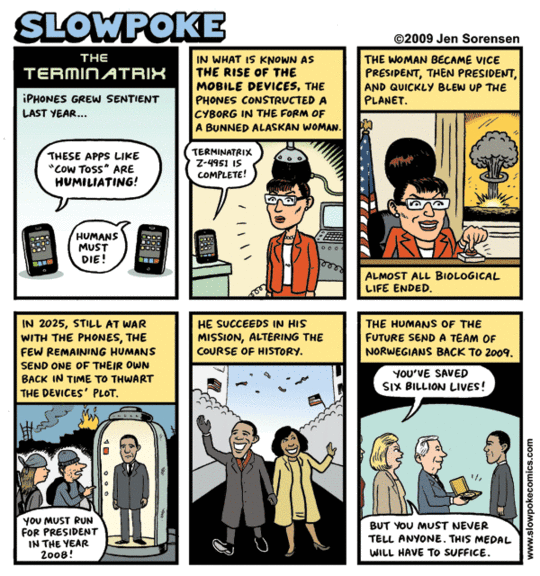 SLOWPOKE
©2009 Jen Sorensen
THE
TERMINATRIX
iPHONES GREW SENTIENT
LAST YEAR...
THESE APPS LIKE
"COW TOSS" ARE
HUMILIATING!
HUMANS
MUST
DIE!
IN WHAT IS KNOWN AS
THE RISE OF THE
MOBILE DEVICES, THE
PHONES CONSTRUCTED A
CYBORG IN THE FORM OF
A BUNNED ALASKAN WOMAN.
TERMINATRIX
Z-4951 IS
COMPLETE!
THE WOMAN BECAME VICE
PRESIDENT, THEN PRESIDENT,
AND QUICKLY BLEW UP THE
PLANET.
ALMOST ALL BIOLOGICAL
LIFE ENDED.
IN 2025, STILL AT WAR
WITH THE PHONES, THE
FEW REMAINING HUMANS
SEND ONE OF THEIR OWN
BACK IN TIME TO THWART
THE DEVICES' PLOT.
YOU MUST RUN
FOR PRESIDENT
IN THE YEAR
2008!
HE SUCCEEDS IN HIS
MISSION, ALTERING THE
COURSE OF HISTORY.
THE HUMANS OF THE
FUTURE SEND A TEAM OF
NORWEGIANS BACK TO 2009.
YOU'VE SAVED
SIX BILLION LIVES!
BUT YOU MUST NEVER
TELL ANYONE. THIS MEDAL
WILL HAVE TO SUFFICE.
www.slowpokecomics.com